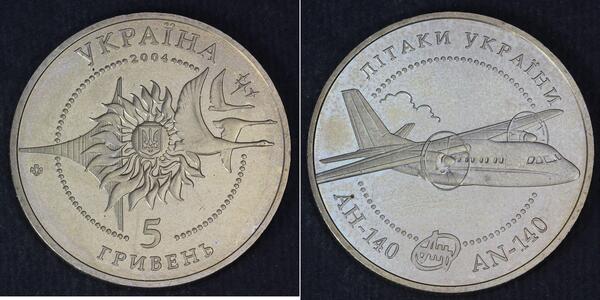 УКРАЇНА
2004
5
ГРИВЕНЬ
ЛІТАКИ УКРАЇНИ
АН-140
AN-140